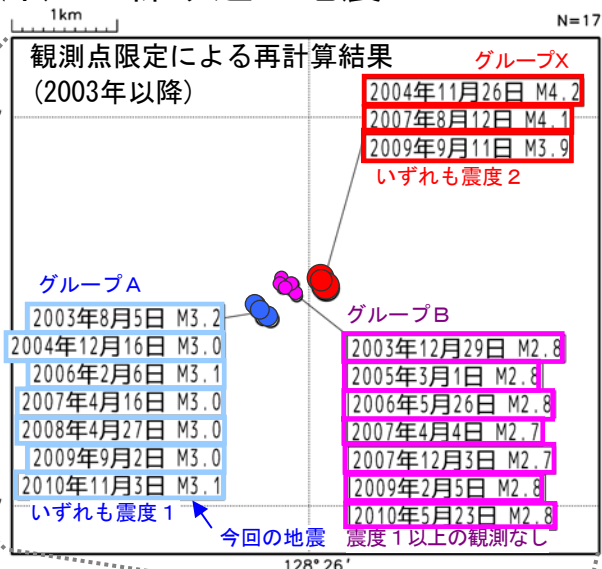 1km
N=17
観測点限定による再計算結果
(2003年以降)
グループX
2004年11月26日 M4.2
2007年8月12日 M4.1
2009年9月11日 M3.9
いずれも震度2
グループA
2003年8月5日 M3.2
2004年12月16日 M3.0
2006年2月6日 M3.1
2007年4月16日 M3.0
2008年4月27日 M3.0
2009年9月2日 M3.0
2010年11月3日 M3.1
いずれも震度1
今回の地震
グループB
2003年12月29日 M2.8
2005年3月1日 M2.8
2006年5月26日 M2.8
2007年4月4日 M2.7
2007年12月3日 M2.7
2009年2月5日 M2.8
2010年5月23日 M2.8
震度1以上の観測なし
128°26'